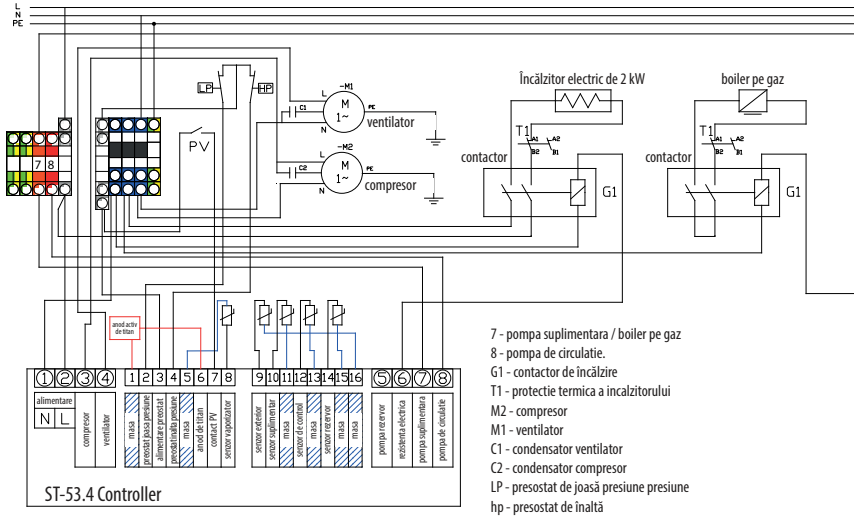 L
N
PE
LP
HP
PV
7 8
C1
-M1
L
M
1~
N
PE
ventilator
C2
-M2
L
M
1~
N
PE
compresor
Încălzitor electric de 2 kW
T1
A1 A2
B2 B1
contactor
G1
boiler pe gaz
T1
A1 A2
B2 B1
contactor
G1
anod activ
de titan
1 2 3 4
1 2 3 4 5 6 7 8
9 10 11 12 13 14 15 16
5 6 7 8
alimentare
N L
compresor
ventilator
masa
presostat joasa presiune
alimentare preostat
preostat inalta presiune
masa
anod de titan
contact PV
senzor vaporizator
senzor exterior
senzor suplimentar
masa
senzor de control
masa
senzor rezervor
masa
masa
pompa rezervor
rezistenta electrica
pompa suplimentara
pompa de circulatie
ST-53.4 Controller
7 - pompa suplimentara / boiler pe gaz
8 - pompa de circulatie.
G1 - contactor de încălzire
T1 - protectie termica a incalzitorului
M2 - compresor
M1 - ventilator
C1 - condensator ventilator
C2 - condensator compresor
LP - presostat de joasă presiune presiune
hp - presostat de înaltă